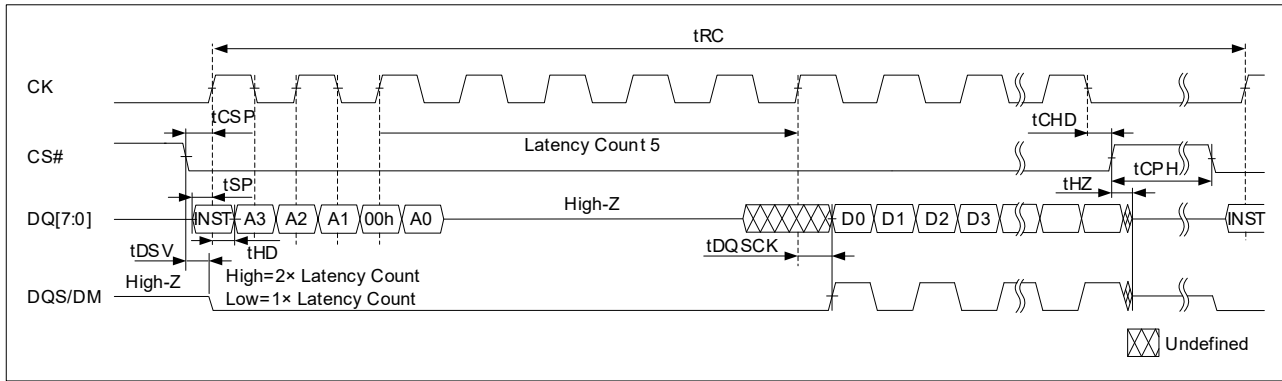 tRC
CK
tCSP
Latency Count 5
tCHD
CS#
tSP
tHZ
tCPH
DQ[7:0]
INST A3 A2 A1 00h A0
High-Z
D0 D1 D2 D3
INST
tDSV
tHD
tDQSCK
High-Z
High=2× Latency Count
DQS/DM
Low=1× Latency Count
Undefined